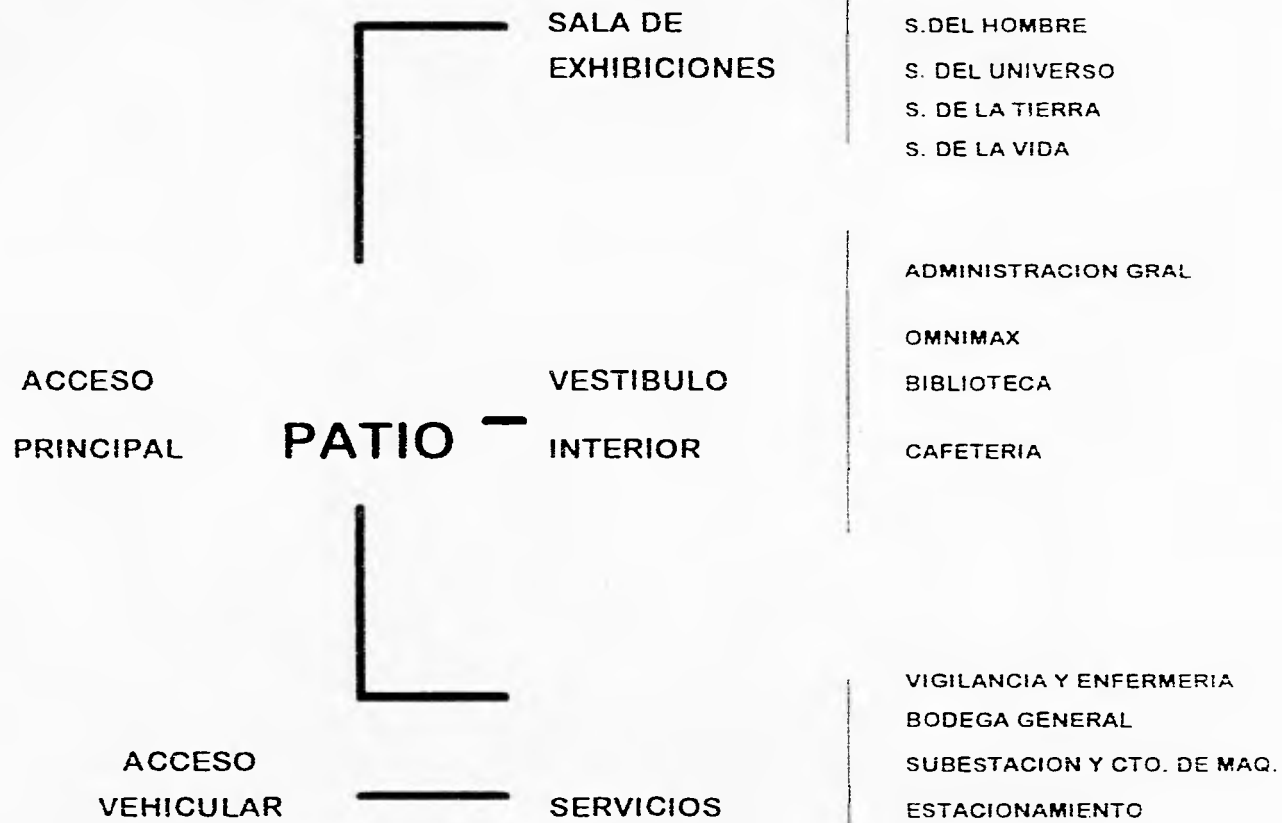 SALA DE
EXHIBICIONES
S.DEL HOMBRE
S. DEL UNIVERSO
S. DE LA TIERRA
S. DE LA VIDA
ACCESO
PRINCIPAL
PATIO
VESTIBULO
INTERIOR
ADMINISTRACION GRAL
OMNIMAX
BIBLIOTECA
CAFETERIA
ACCESO
VEHICULAR
SERVICIOS
VIGILANCIA Y ENFERMERIA
BODEGA GENERAL
SUBESTACION Y CTO. DE MAQ.
ESTACIONAMIENTO